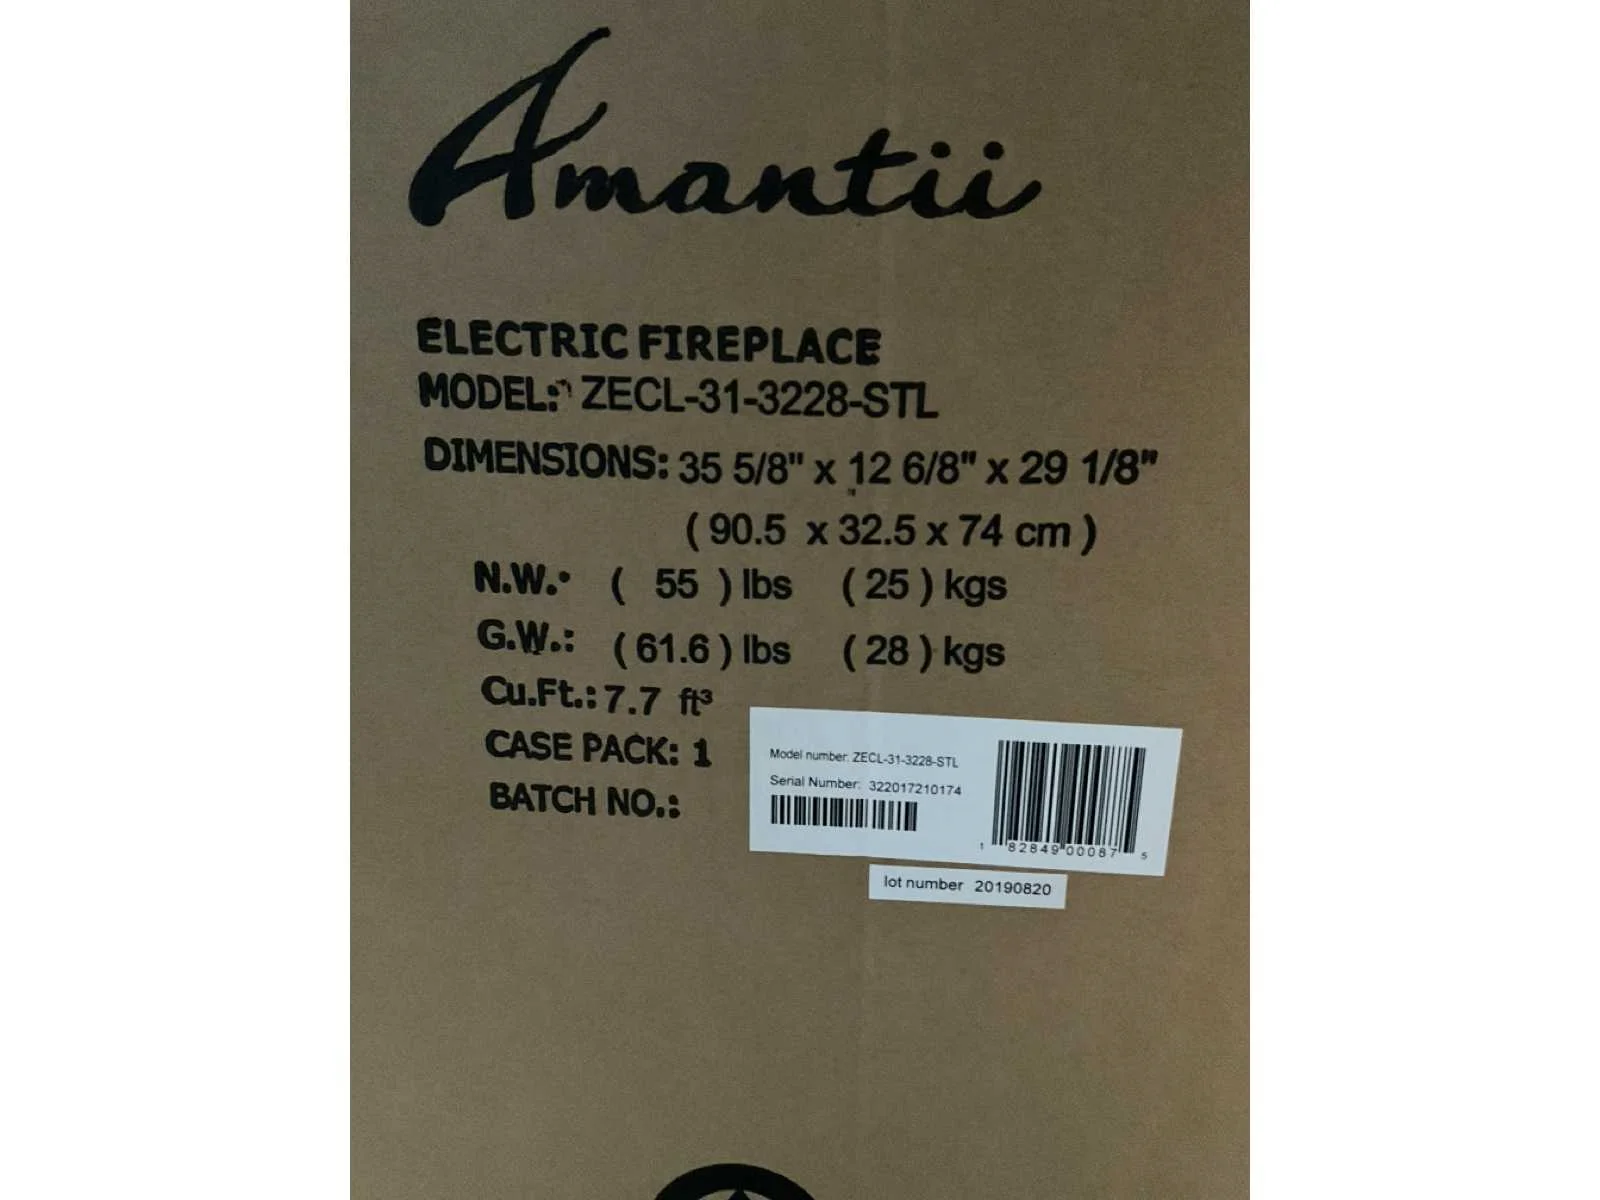 Amantii
ELECTRIC FIREPLACE
MODEL: ZECL-31-3228-STL
DIMENSIONS: 35 5/8" x 12 6/8" x 29 1/8"
( 90.5 x 32.5 x 74 cm )
N.W.: ( 55 ) lbs ( 25 ) kgs
G.W.: ( 61.6 ) lbs ( 28 ) kgs
Cu.Ft.: 7.7 ft³
CASE PACK: 1
BATCH NO.:
Model number: ZECL-31-3228-STL
Serial Number: 322017210174
1 82849 00087 5
lot number 20190820